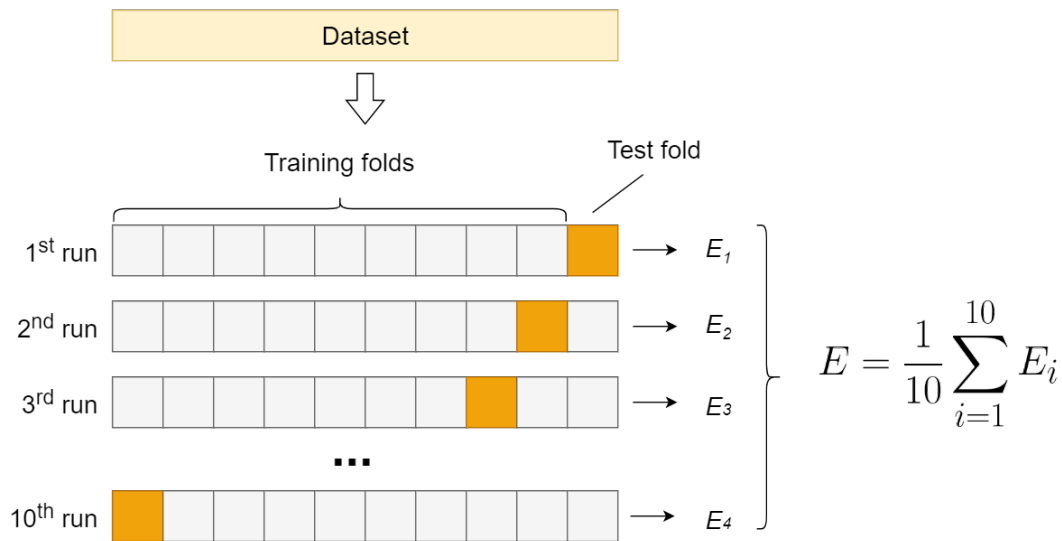 Dataset
Training folds
Test fold
1st run
E1
2nd run
E2
3rd run
E3
...
10th run
E4
E = 1/10 ∑_{i=1}^{10} E_i